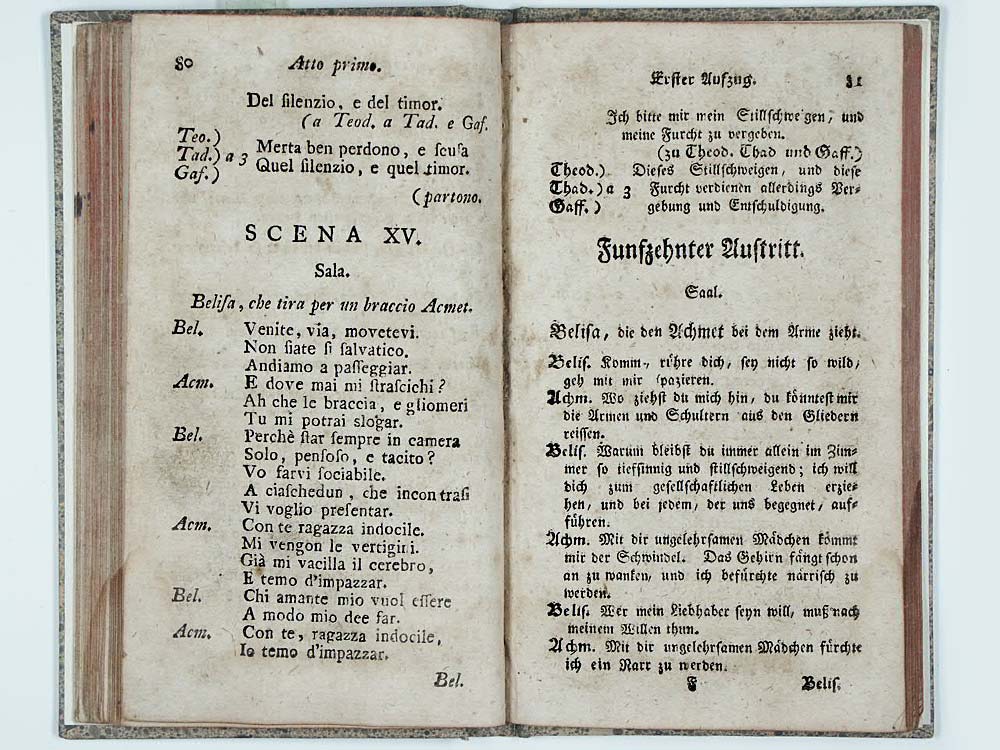 80 Atto primo.
Del ſilenzio, e del timor.
(a Teod. a Tad. e Gaf.
Teo.)
Tad.) a 3 Merta ben perdono, e ſcuſa
Gaf.) Quel ſilenzio, e quel timor.
(partono.
SCENA XV.
Sala.
Beliſa, che tira per un braccio Acmet.
Bel. Venite, via, movetevi.
Non ſiate ſi ſalvatico.
Andiamo a paſſeggiar.
Acm. E dove mai mi ſtraſcichi?
Ah che le braccia, e gliomeri
Tu mi potrai slogar.
Bel. Perchè ſtar ſempre in camera
Solo, penſoſo, e tacito?
Vo farvi ſociabile.
A ciaſchedun, che incontraſi
Vi voglio preſentar.
Acm. Con te ragazza indocile.
Mi vengon le vertigini.
Già mi vacilla il cerebro,
E temo d'impazzar.
Bel. Chi amante mio vuol eſſere
A modo mio dee far.
Acm. Con te, ragazza indocile,
Io temo d'impazzar.
Bel.
Erſter Aufzug. 81
Ich bitte mir mein Stillſchweigen, und
meine Furcht zu vergeben.
(zu Theod. Thad und Gaff.)
Theod.) Dieſes Stillſchweigen, und dieſe
Thad.) a 3 Furcht verdienen allerdings Ver-
Gaff.) gebung und Entſchuldigung.
Funfzehnter Auftritt.
Saal.
Beliſa, die den Achmet bei dem Arme zieht.
Beliſ. Komm, rühre dich, ſey nicht ſo wild,
geh mit mir ſpazieren.
Achm. Wo ziehſt du mich hin, du könnteſt mir
die Armen und Schultern aus den Gliedern
reiſſen.
Beliſ. Warum bleibſt du immer allein im Zim-
mer ſo tiefſinnig und ſtillſchweigend; ich will
dich zum geſellſchaftlichen Leben erzie-
hen, und bei jedem, der uns begegnet, auf-
führen.
Achm. Mit dir ungelehrſamen Mädchen kömmt
mir der Schwindel. Das Gehirn fängt ſchon
an zu wanken, und ich befürchte närriſch zu
werden.
Beliſ. Wer mein Liebhaber ſeyn will, muß nach
meinem Willen thun.
Achm. Mit dir ungelehrſamen Mädchen fürchte
ich ein Narr zu werden.
F Beliſ.